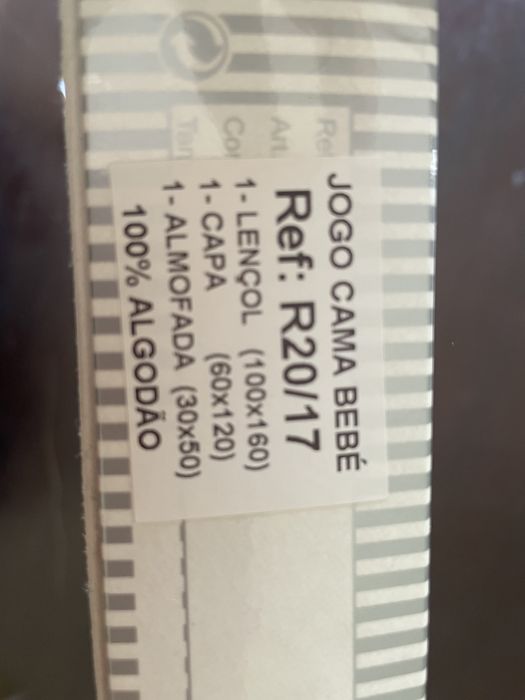 JOGO CAMA BEBÉ
Ref: R20/17
1- LENÇOL (100x160)
1- CAPA (60x120)
1- ALMOFADA (30x50)
100% ALGODÃO